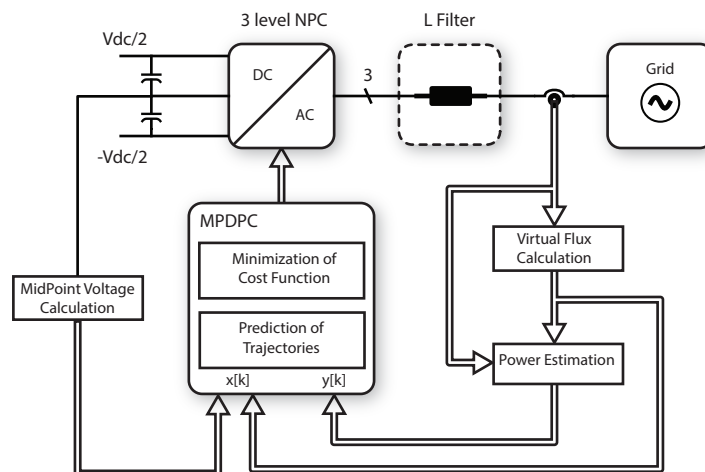 3 level NPC
L Filter
Vdc/2
DC
AC
3
Grid
-Vdc/2
MPDPC
Minimization of
Cost Function
Prediction of
Trajectories
x[k]
y[k]
MidPoint Voltage
Calculation
Virtual Flux
Calculation
Power Estimation